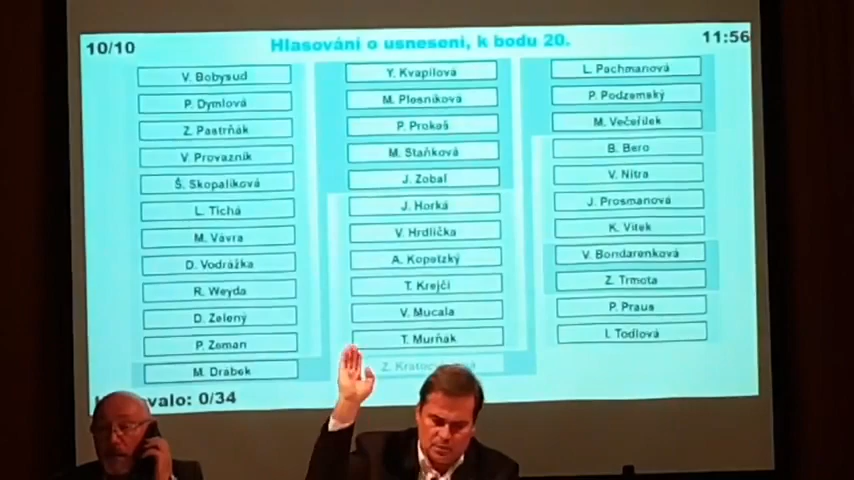 10/10
Hlasování o usnesení, k bodu 20.
11:56
V. Bobysud
P. Dymlová
Z. Pastrňák
V. Provazník
Š. Skopalíková
L. Tichá
M. Vávra
D. Vodrážka
R. Weyda
D. Zelený
P. Zeman
M. Drábek
Y. Kvapilová
M. Plesníková
P. Prokeš
M. Staňková
J. Zobal
J. Horká
V. Hrdlička
A. Kopetzký
T. Krejčí
V. Mucala
T. Murňák
Z.
L. Pachmanová
P. Podzemský
M. Večeřílek
B. Bero
V. Nitra
J. Prosmanová
K. Vítek
V. Bondarenková
Z. Trmota
P. Praus
I. Todlová
0/34